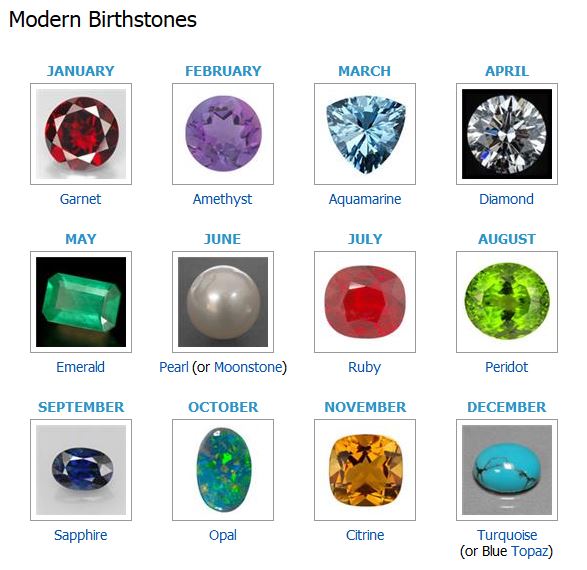 Modern Birthstones
JANUARY FEBRUARY MARCH APRIL
Garnet Amethyst Aquamarine Diamond
MAY JUNE JULY AUGUST
Emerald Pearl (or Moonstone) Ruby Peridot
SEPTEMBER OCTOBER NOVEMBER DECEMBER
Sapphire Opal Citrine Turquoise
(or Blue Topaz)